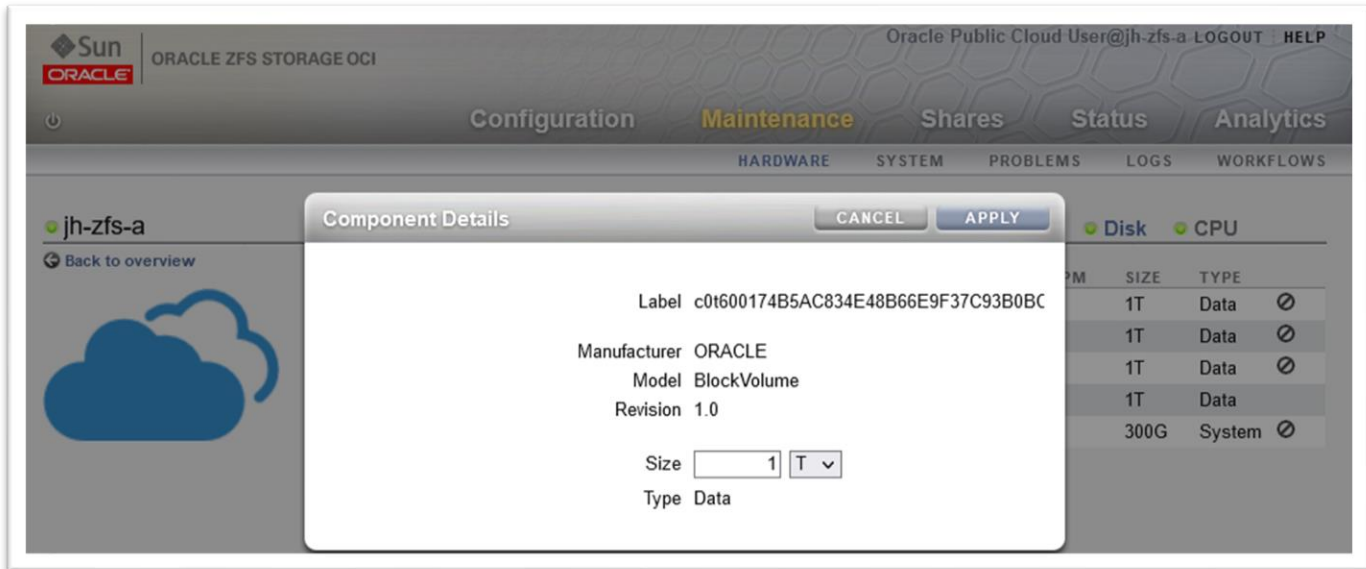 Sun
ORACLE
ORACLE ZFS STORAGE OCI
Oracle Public Cloud User@jh-zfs-a LOGOUT HELP
Configuration Maintenance Shares Status Analytics
HARDWARE SYSTEM PROBLEMS LOGS WORKFLOWS
jh-zfs-a
Disk CPU
Back to overview
Component Details CANCEL APPLY
PM SIZE TYPE
1T Data
1T Data
1T Data
1T Data
300G System
Label c0t600174B5AC834E48B66E9F37C93B0BC
Manufacturer ORACLE
Model BlockVolume
Revision 1.0
Size 1 T
Type Data